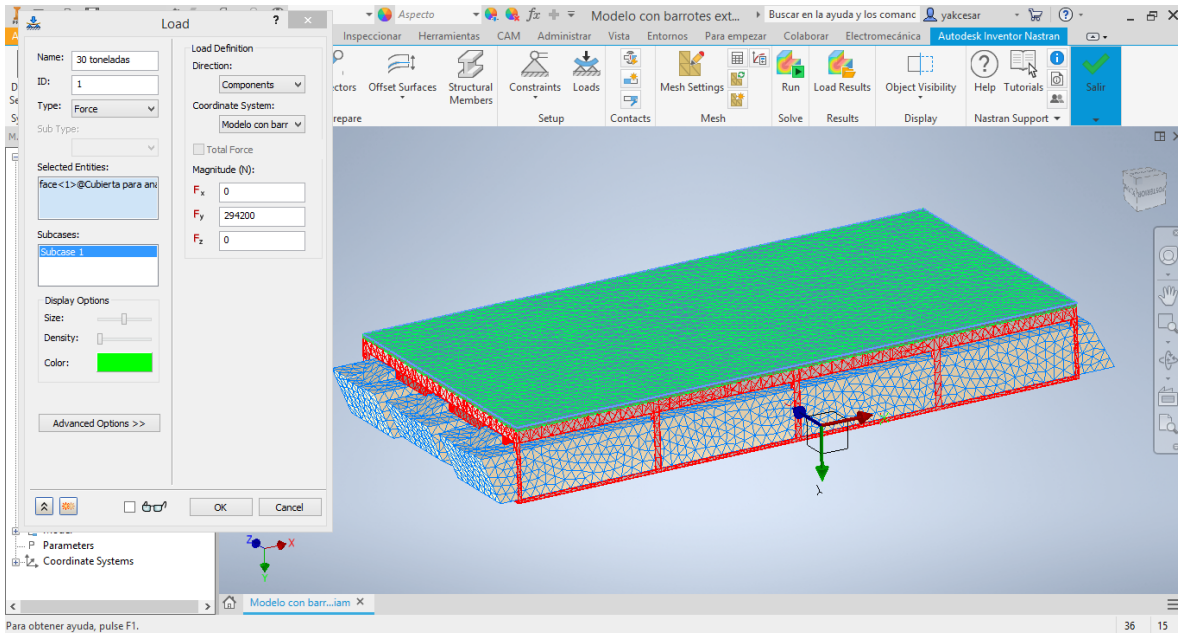 Aspecto
fx
Modelo con barrotes ext...
Buscar en la ayuda y los comanc
yakcesar
Inspeccionar Herramientas CAM Administrar Vista Entornos Para empezar Colaborar Electromecánica Autodesk Inventor Nastran
Offset Surfaces
Structural Members
Constraints
Loads
Mesh Settings
Run
Load Results
Object Visibility
Help
Tutorials
Salir
Setup Contacts Mesh Solve Results Display Nastran Support
Load
?
Name: 30 toneladas
ID: 1
Type: Force
Sub Type:
Selected Entities:
face<1>@Cubierta para ana
Subcases:
Subcase 1
Display Options
Size:
Density:
Color:
Advanced Options >>
Load Definition
Direction:
Components
Coordinate System:
Modelo con barr
Total Force
Magnitude (N):
Fx 0
Fy 294200
Fz 0
OK Cancel
Parameters
Coordinate Systems
Z X
Y
Modelo con barr...iam
Para obtener ayuda, pulse F1.
36 15